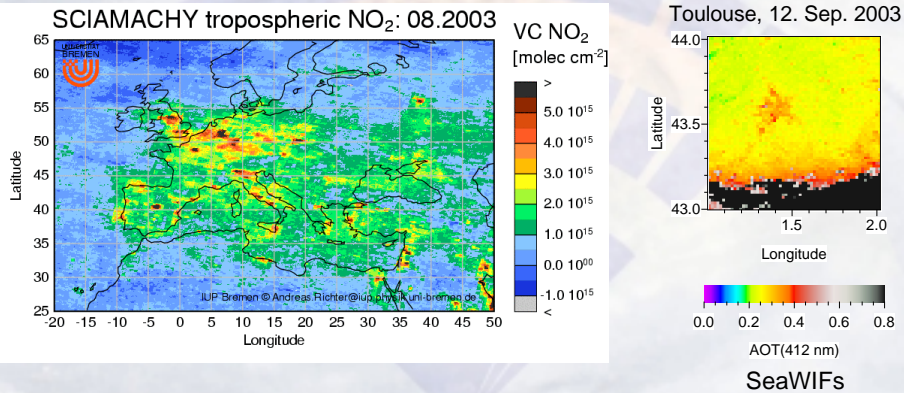 SCIAMACHY tropospheric NO2: 08.2003
UNIVERSITÄT
BREMEN
65
60
55
50
45
40
35
30
25
Latitude
-20 -15 -10 -5 0 5 10 15 20 25 30 35 40 45 50
Longitude
IUP Bremen © Andreas.Richter@iup.physik.uni-bremen.de
VC NO2
[molec cm-2]
>
5.0 10^15
4.0 10^15
3.0 10^15
2.0 10^15
1.0 10^15
0.0 10^00
-1.0 10^15
<
Toulouse, 12. Sep. 2003
44.0
43.5
43.0
Latitude
1.5 2.0
Longitude
0.0 0.2 0.4 0.6 0.8
AOT(412 nm)
SeaWIFs